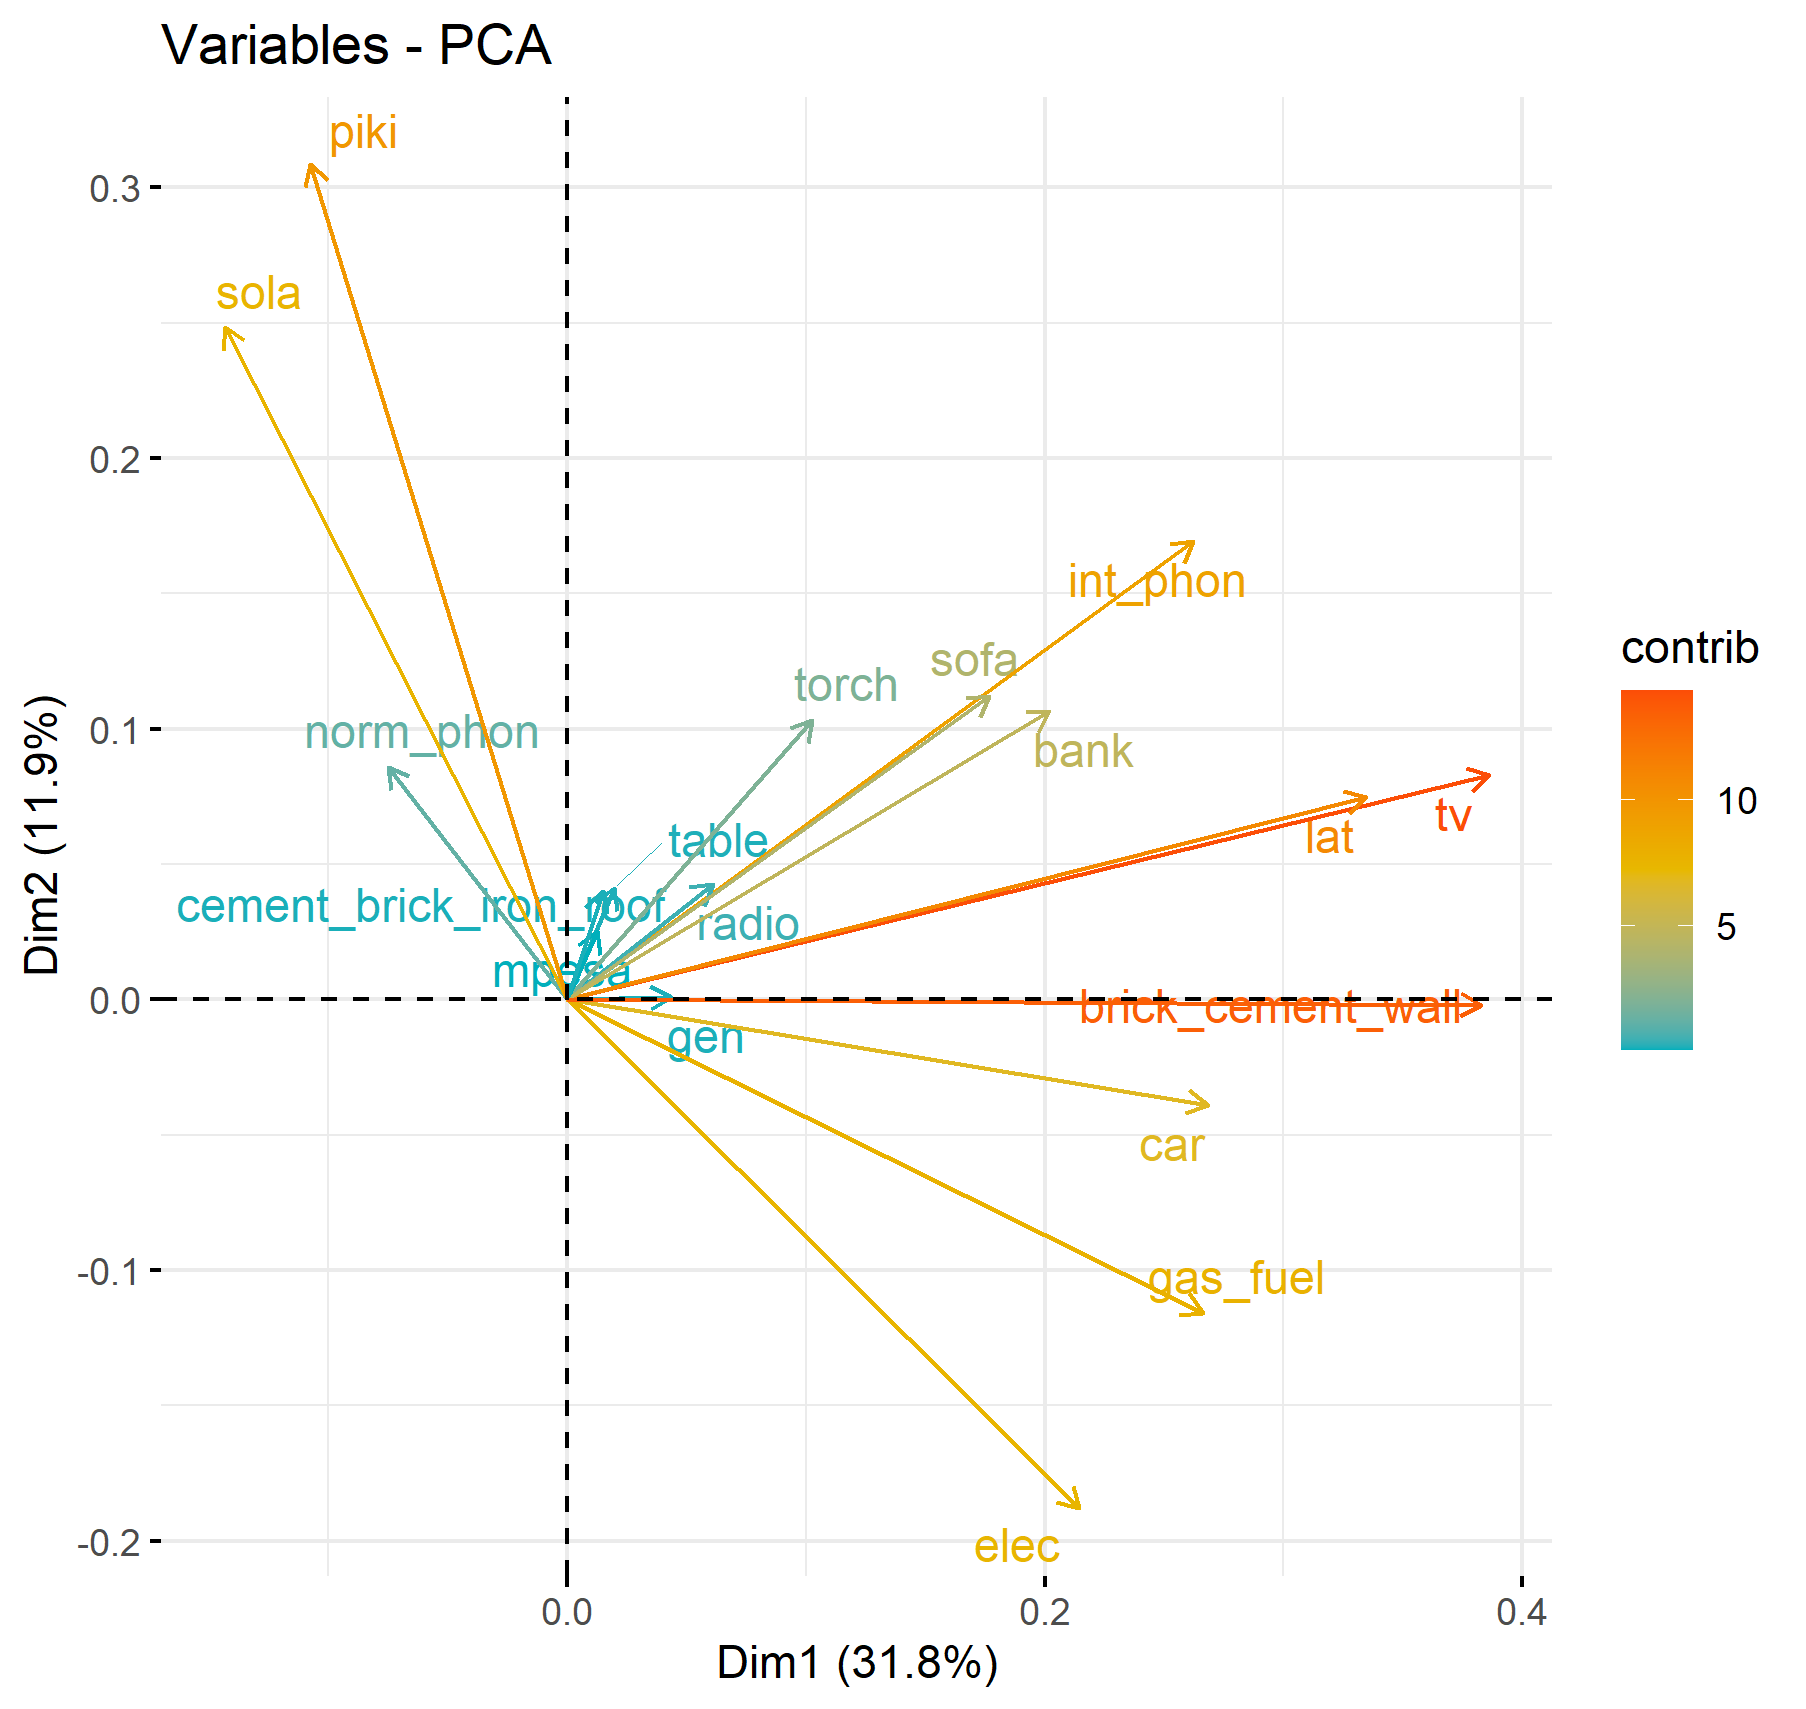 Variables - PCA
piki
0.3
sola
0.2
int_phon
sofa
torch
contrib
norm_phon
0.1
bank
10
tv
lat
table
cement_brick_iron_roof
radio
5
mpesa
0.0
brick_cement_wall
gen
car
-0.1
gas_fuel
-0.2
elec
0.0
0.2
0.4
Dim1 (31.8%)
Dim2 (11.9%)